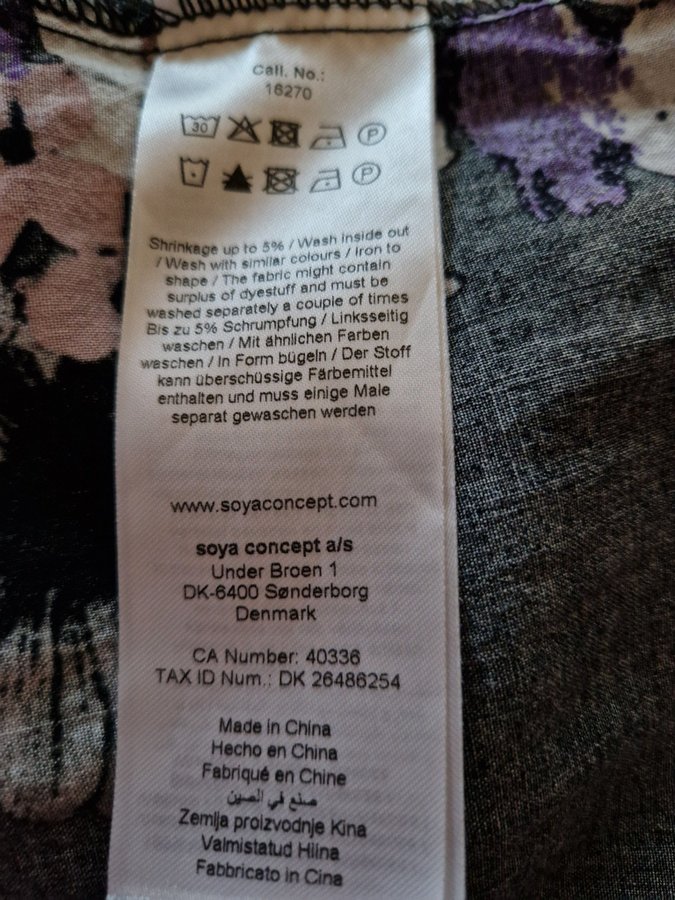 Call. No.:
16270
30 P
P
Shrinkage up to 5% / Wash inside out
/ Wash with similar colours / Iron to
shape / The fabric might contain
surplus of dyestuff and must be
washed separately a couple of times
Bis zu 5% Schrumpfung / Linksseitig
waschen / Mit ähnlichen Farben
waschen / In Form bügeln / Der Stoff
kann überschüssige Färbemittel
enthalten und muss einige Male
separat gewaschen werden
www.soyaconcept.com
soya concept a/s
Under Broen 1
DK-6400 Sønderborg
Denmark
CA Number: 40336
TAX ID Num.: DK 26486254
Made in China
Hecho en China
Fabriqué en Chine
صنع في الصين
Zemlja proizvodnje Kina
Valmistatud Hiina
Fabbricato in Cina